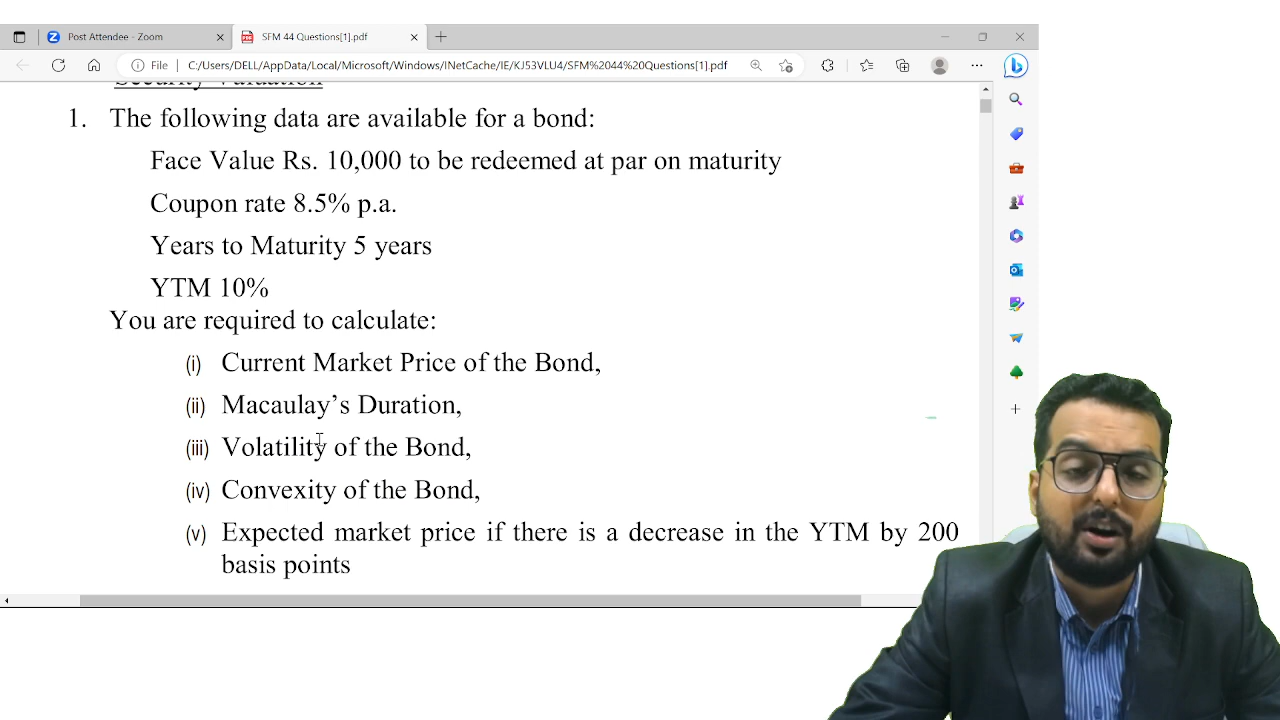 Post Attendee - Zoom
SFM 44 Questions[1].pdf
File
C:/Users/DELL/AppData/Local/Microsoft/Windows/INetCache/IE/KJ53VLU4/SFM%2044%20Questions[1].pdf
Security Valuation
1. The following data are available for a bond:
Face Value Rs. 10,000 to be redeemed at par on maturity
Coupon rate 8.5% p.a.
Years to Maturity 5 years
YTM 10%
You are required to calculate:
(i) Current Market Price of the Bond,
(ii) Macaulay’s Duration,
(iii) Volatility of the Bond,
(iv) Convexity of the Bond,
(v) Expected market price if there is a decrease in the YTM by 200
basis points